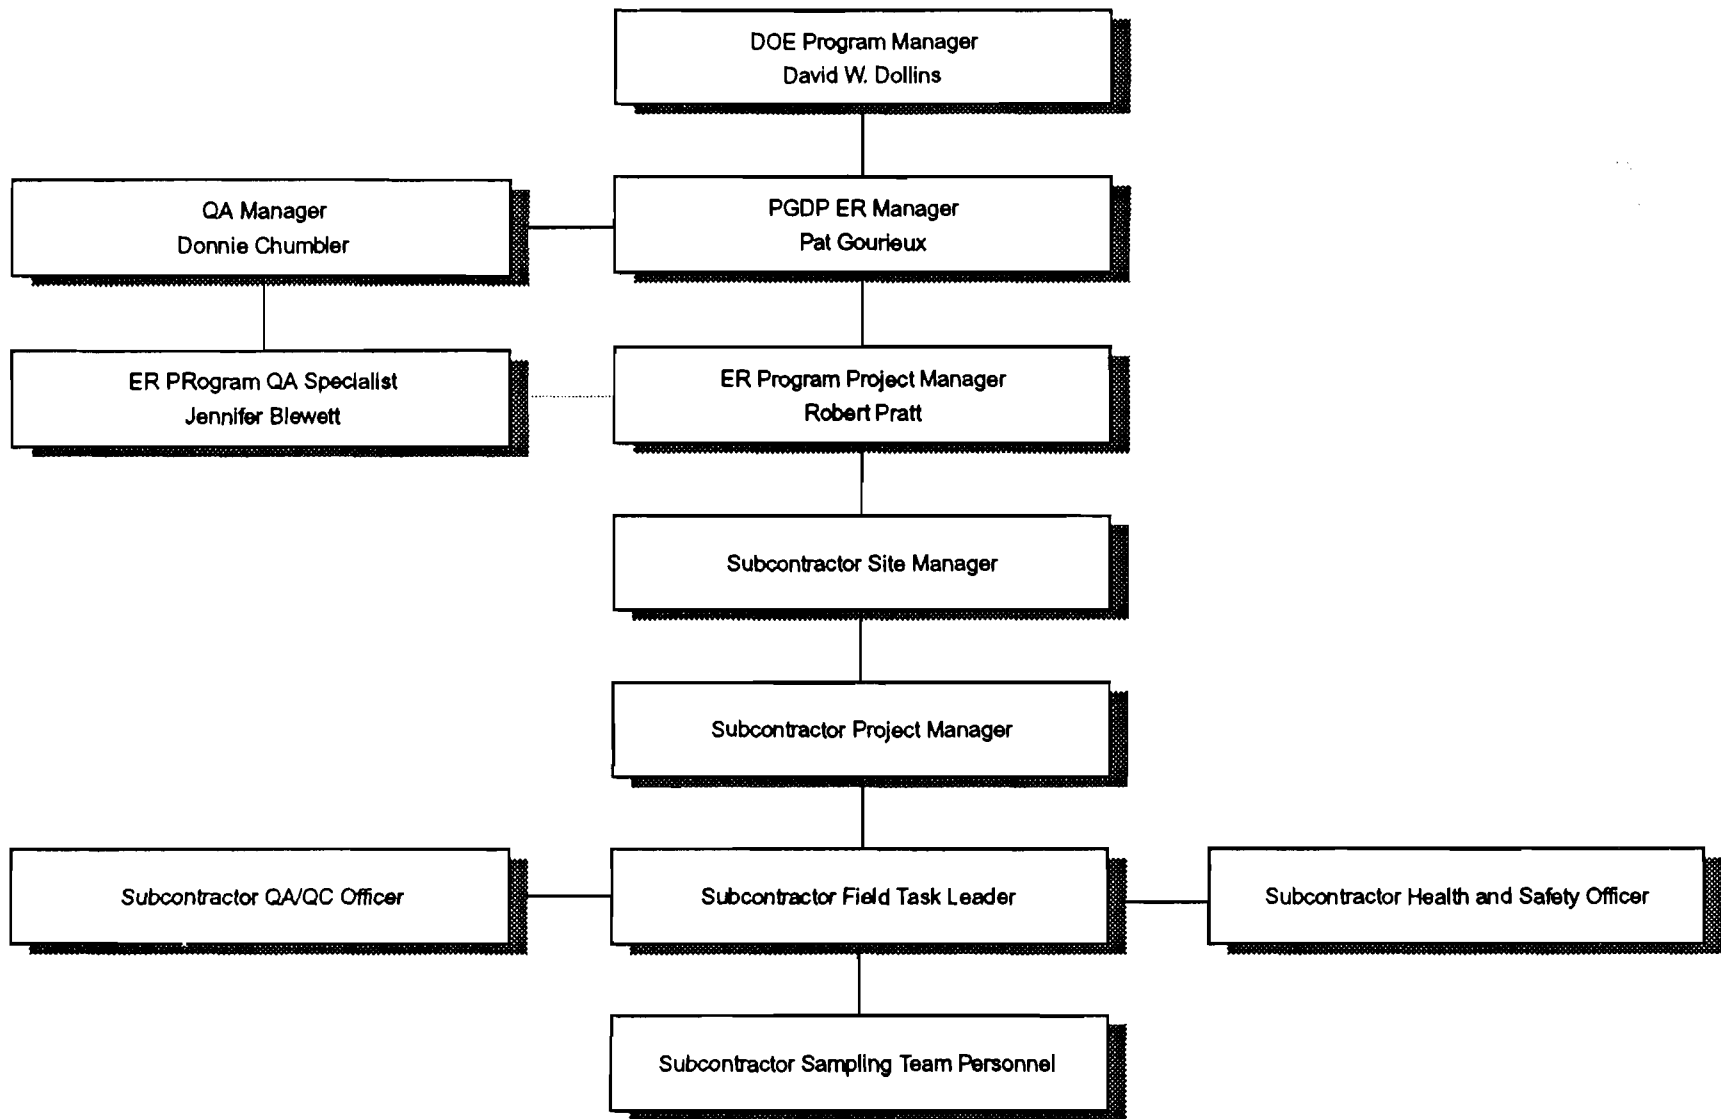 DOE Program Manager
David W. Dollins
QA Manager
Donnie Chumbler
PGDP ER Manager
Pat Gourieux
ER PRogram QA Specialist
Jennifer Blewett
ER Program Project Manager
Robert Pratt
Subcontractor Site Manager
Subcontractor Project Manager
Subcontractor QA/QC Officer
Subcontractor Field Task Leader
Subcontractor Health and Safety Officer
Subcontractor Sampling Team Personnel